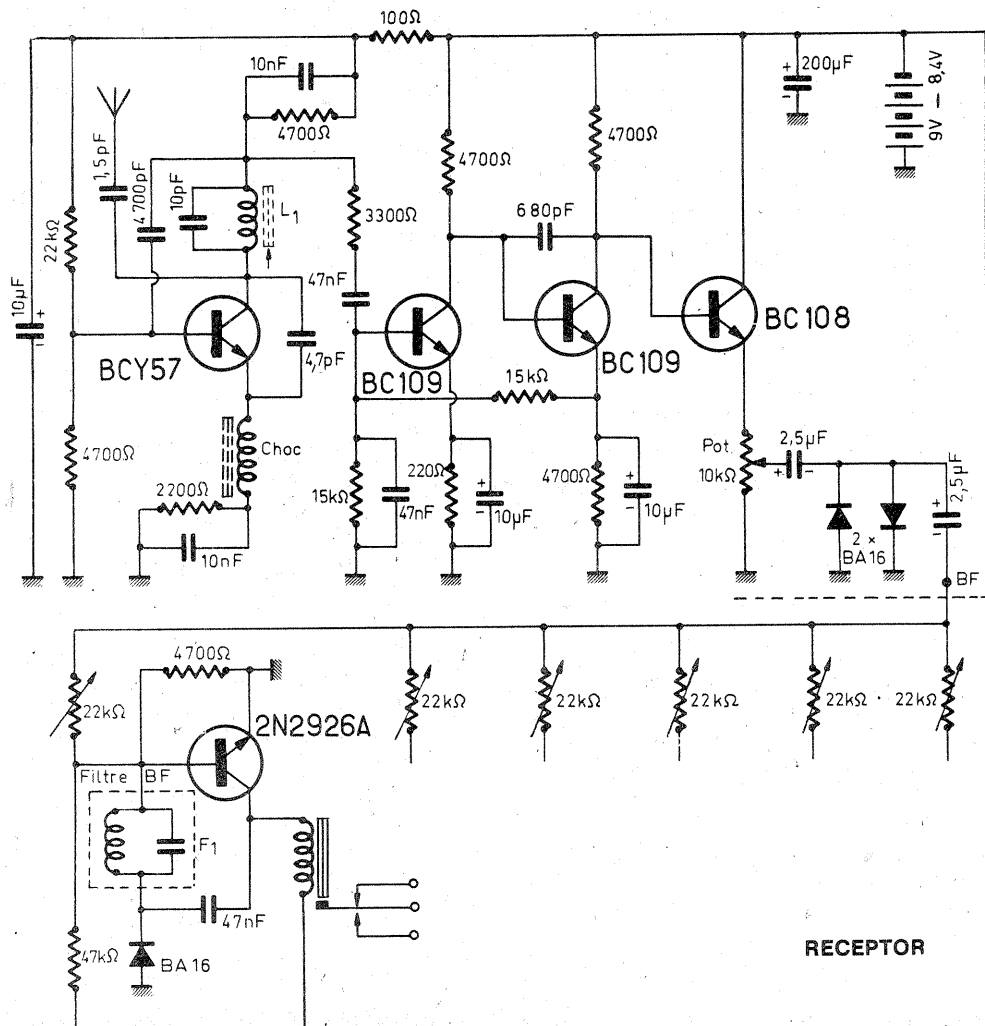 100Ω
10nF
4700Ω
200µF
+
-
9V — 8,4V
1,5pF
4700pF
10pF
L1
3300Ω
4700Ω
4700Ω
680pF
22kΩ
10µF
+
-
47nF
BCY57
4,7pF
BC109
BC109
BC108
15kΩ
4700Ω
Choc
2200Ω
10nF
15kΩ
47nF
220Ω
+
-
10µF
4700Ω
+
-
10µF
Pot.
10kΩ
2,5µF
+
-
2 ×
BA16
2,5µF
+
-
BF
4700Ω
22kΩ
2N2926A
22kΩ
22kΩ
22kΩ
22kΩ
22kΩ
Filtre BF
F1
47nF
47kΩ
BA16
RECEPTOR